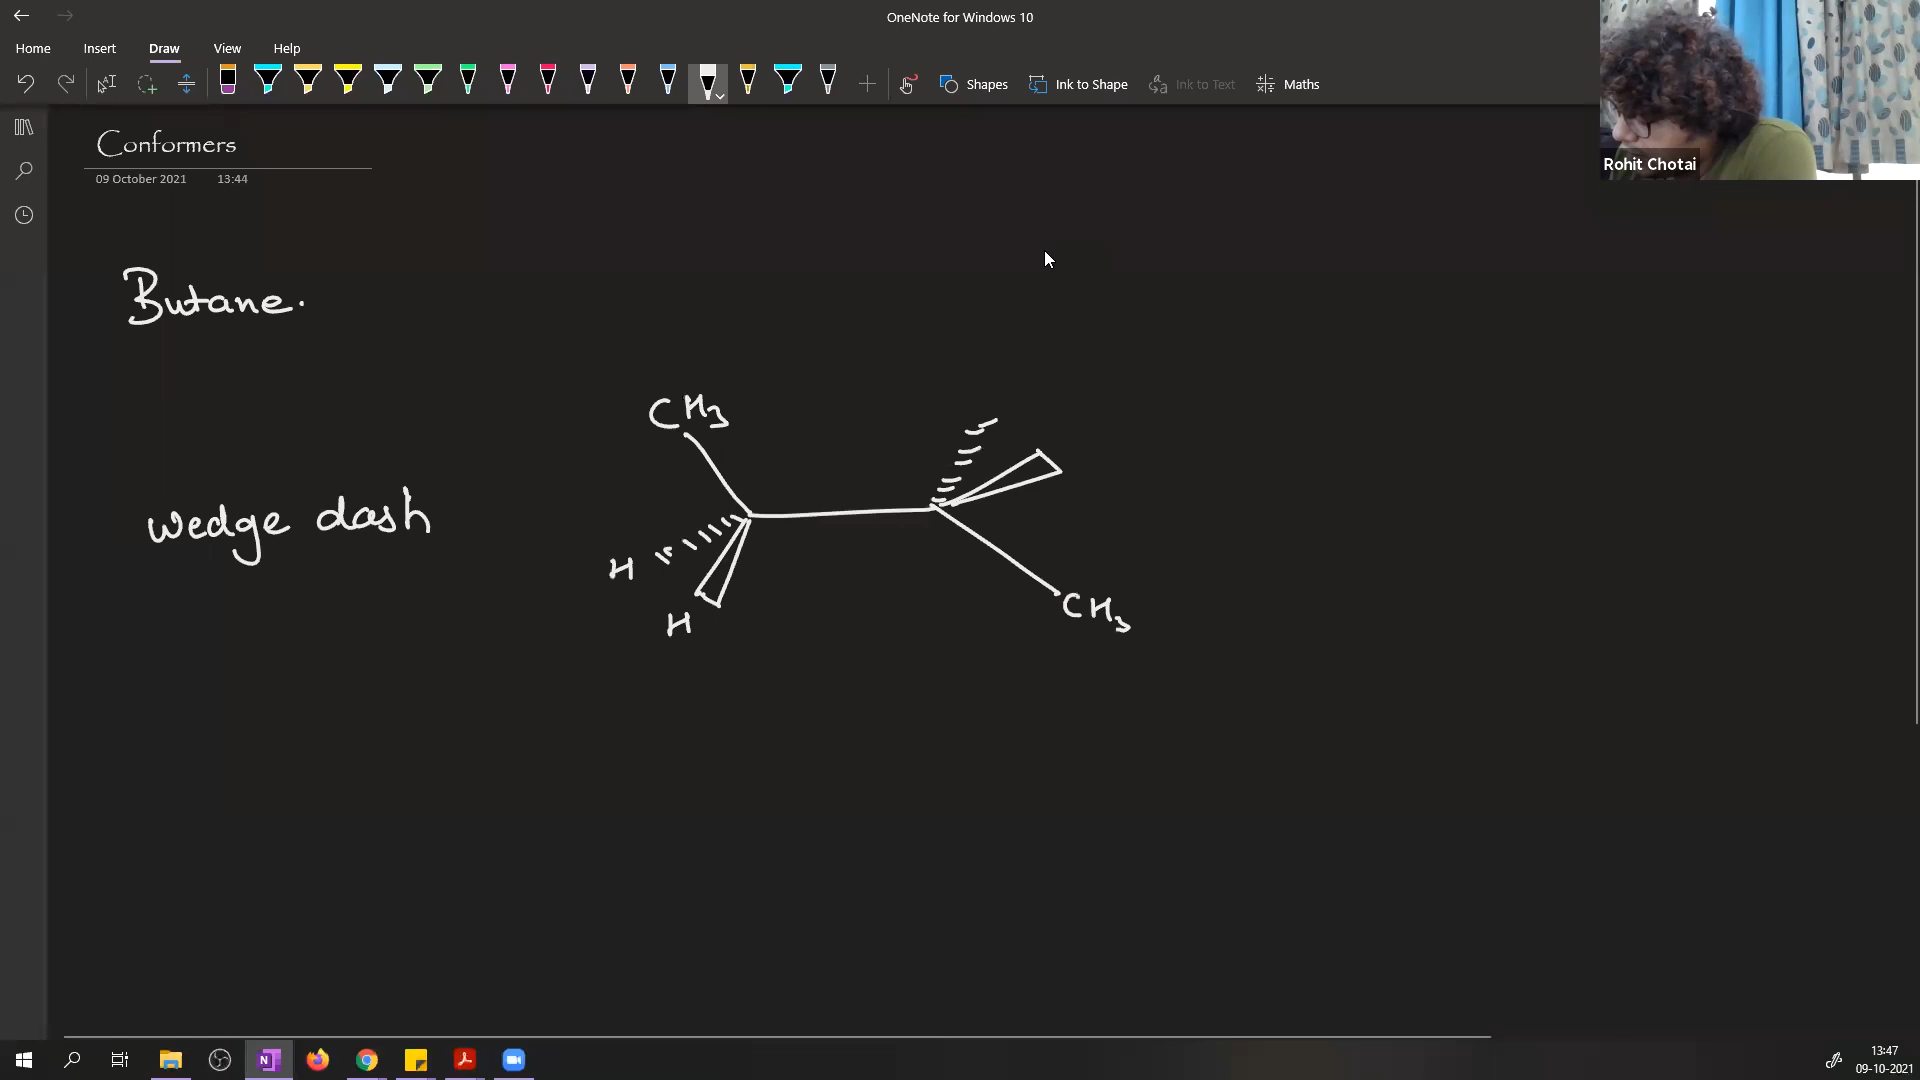 OneNote for Windows 10
Home Insert Draw View Help
Shapes Ink to Shape Ink to Text Maths
Rohit Chotai
Conformers
09 October 2021 13:44
Butane.
CH3
wedge dash
H
H
CH3
13:47
09-10-2021